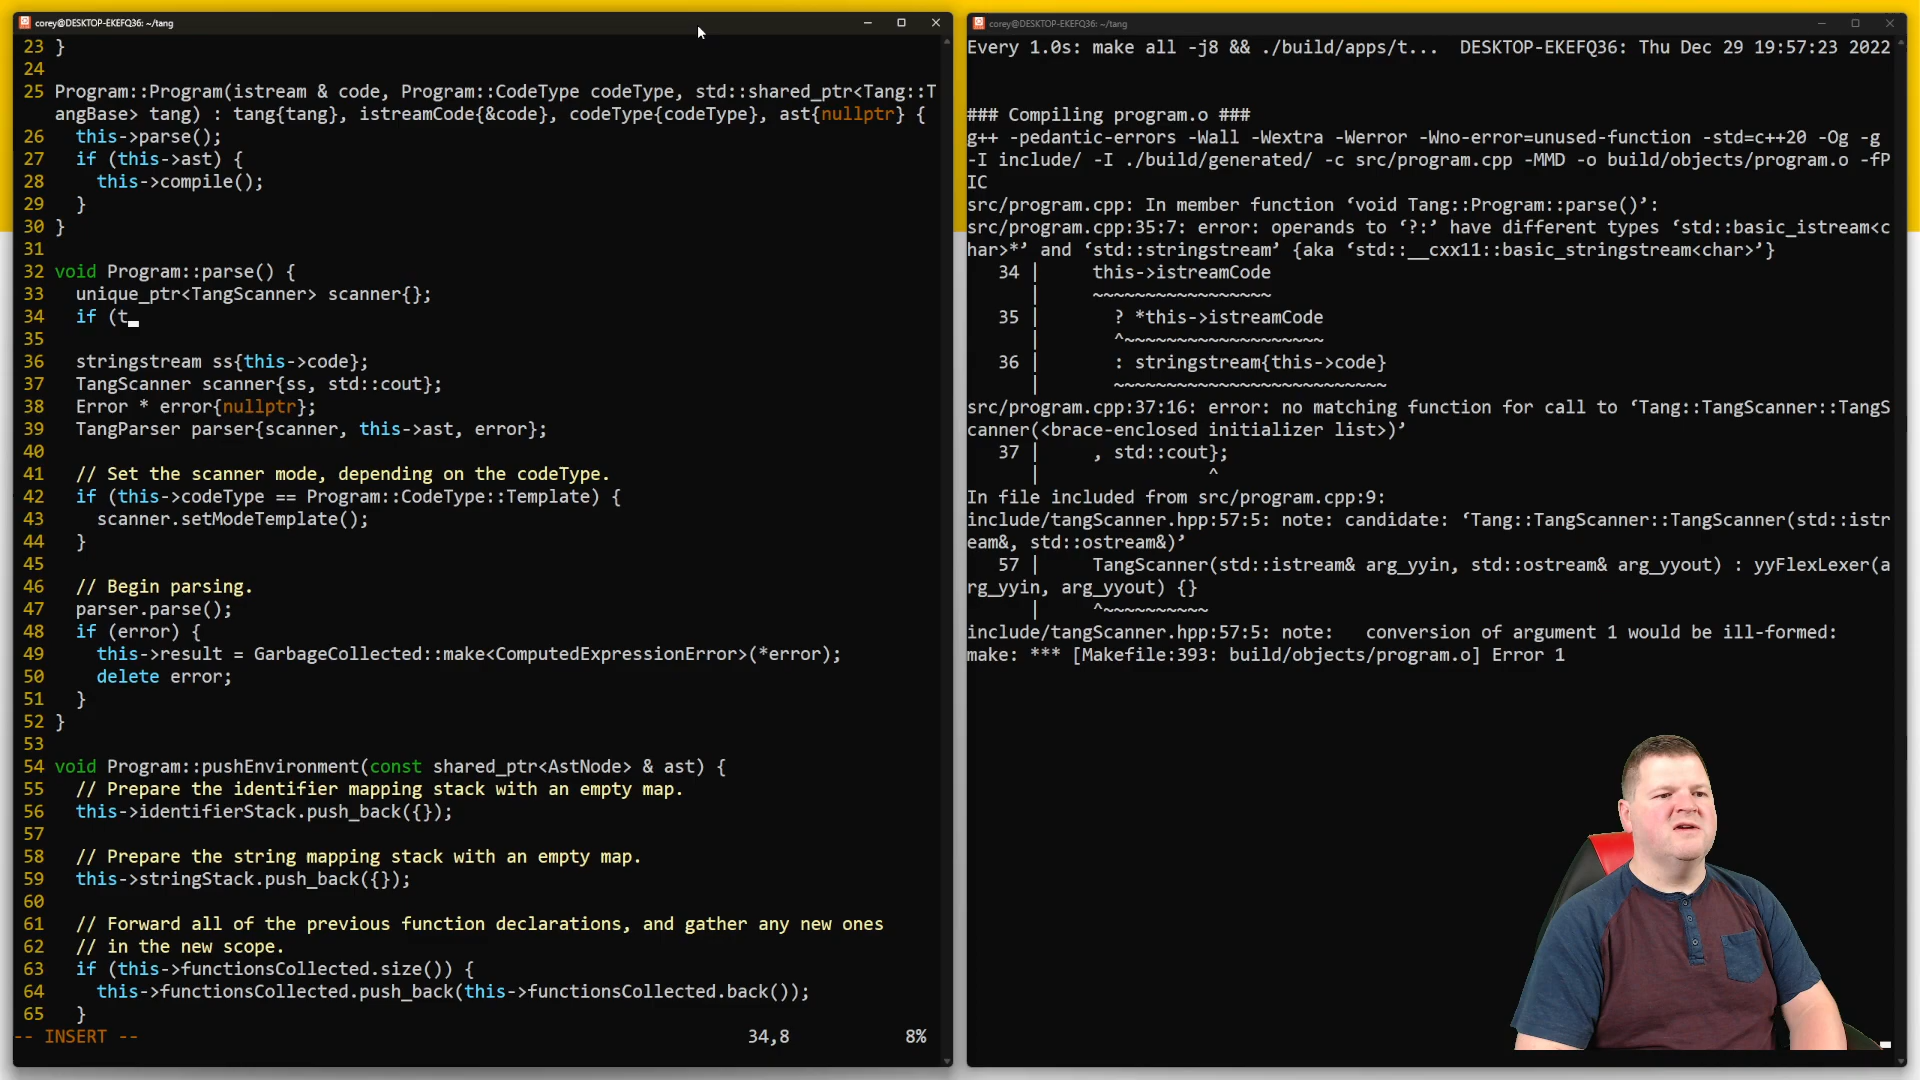 corey@DESKTOP-EKEFQ36: ~/tang
23 }
24
25 Program::Program(istream & code, Program::CodeType codeType, std::shared_ptr<Tang::T
angBase> tang) : tang{tang}, istreamCode{&code}, codeType{codeType}, ast{nullptr} {
26   this->parse();
27   if (this->ast) {
28     this->compile();
29   }
30 }
31
32 void Program::parse() {
33   unique_ptr<TangScanner> scanner{};
34   if (t
35
36   stringstream ss{this->code};
37   TangScanner scanner{ss, std::cout};
38   Error * error{nullptr};
39   TangParser parser{scanner, this->ast, error};
40
41   // Set the scanner mode, depending on the codeType.
42   if (this->codeType == Program::CodeType::Template) {
43     scanner.setModeTemplate();
44   }
45
46   // Begin parsing.
47   parser.parse();
48   if (error) {
49     this->result = GarbageCollected::make<ComputedExpressionError>(*error);
50     delete error;
51   }
52 }
53
54 void Program::pushEnvironment(const shared_ptr<AstNode> & ast) {
55   // Prepare the identifier mapping stack with an empty map.
56   this->identifierStack.push_back({});
57
58   // Prepare the string mapping stack with an empty map.
59   this->stringStack.push_back({});
60
61   // Forward all of the previous function declarations, and gather any new ones
62   // in the new scope.
63   if (this->functionsCollected.size()) {
64     this->functionsCollected.push_back(this->functionsCollected.back());
65   }
-- INSERT -- 34,8 8%
corey@DESKTOP-EKEFQ36: ~/tang
Every 1.0s: make all -j8 && ./build/apps/t...  DESKTOP-EKEFQ36: Thu Dec 29 19:57:23 2022
### Compiling program.o ###
g++ -pedantic-errors -Wall -Wextra -Werror -Wno-error=unused-function -std=c++20 -Og -g
-I include/ -I ./build/generated/ -c src/program.cpp -MMD -o build/objects/program.o -fP
IC
src/program.cpp: In member function ‘void Tang::Program::parse()’:
src/program.cpp:35:7: error: operands to ‘?:’ have different types ‘std::basic_istream<c
har>*’ and ‘std::stringstream’ {aka ‘std::__cxx11::basic_stringstream<char>’}
   34 |     this->istreamCode
      |     ~~~~~~~~~~~~~~~~~
   35 |       ? *this->istreamCode
      |       ^~~~~~~~~~~~~~~~~~~~
   36 |       : stringstream{this->code}
      |       ~~~~~~~~~~~~~~~~~~~~~~~~~~
src/program.cpp:37:16: error: no matching function for call to ‘Tang::TangScanner::TangS
canner(<brace-enclosed initializer list>)’
   37 |     , std::cout};
      |                ^
In file included from src/program.cpp:9:
include/tangScanner.hpp:57:5: note: candidate: ‘Tang::TangScanner::TangScanner(std::istr
eam&, std::ostream&)’
   57 |     TangScanner(std::istream& arg_yyin, std::ostream& arg_yyout) : yyFlexLexer(a
rg_yyin, arg_yyout) {}
      |     ^~~~~~~~~~~
include/tangScanner.hpp:57:5: note:   conversion of argument 1 would be ill-formed:
make: *** [Makefile:393: build/objects/program.o] Error 1